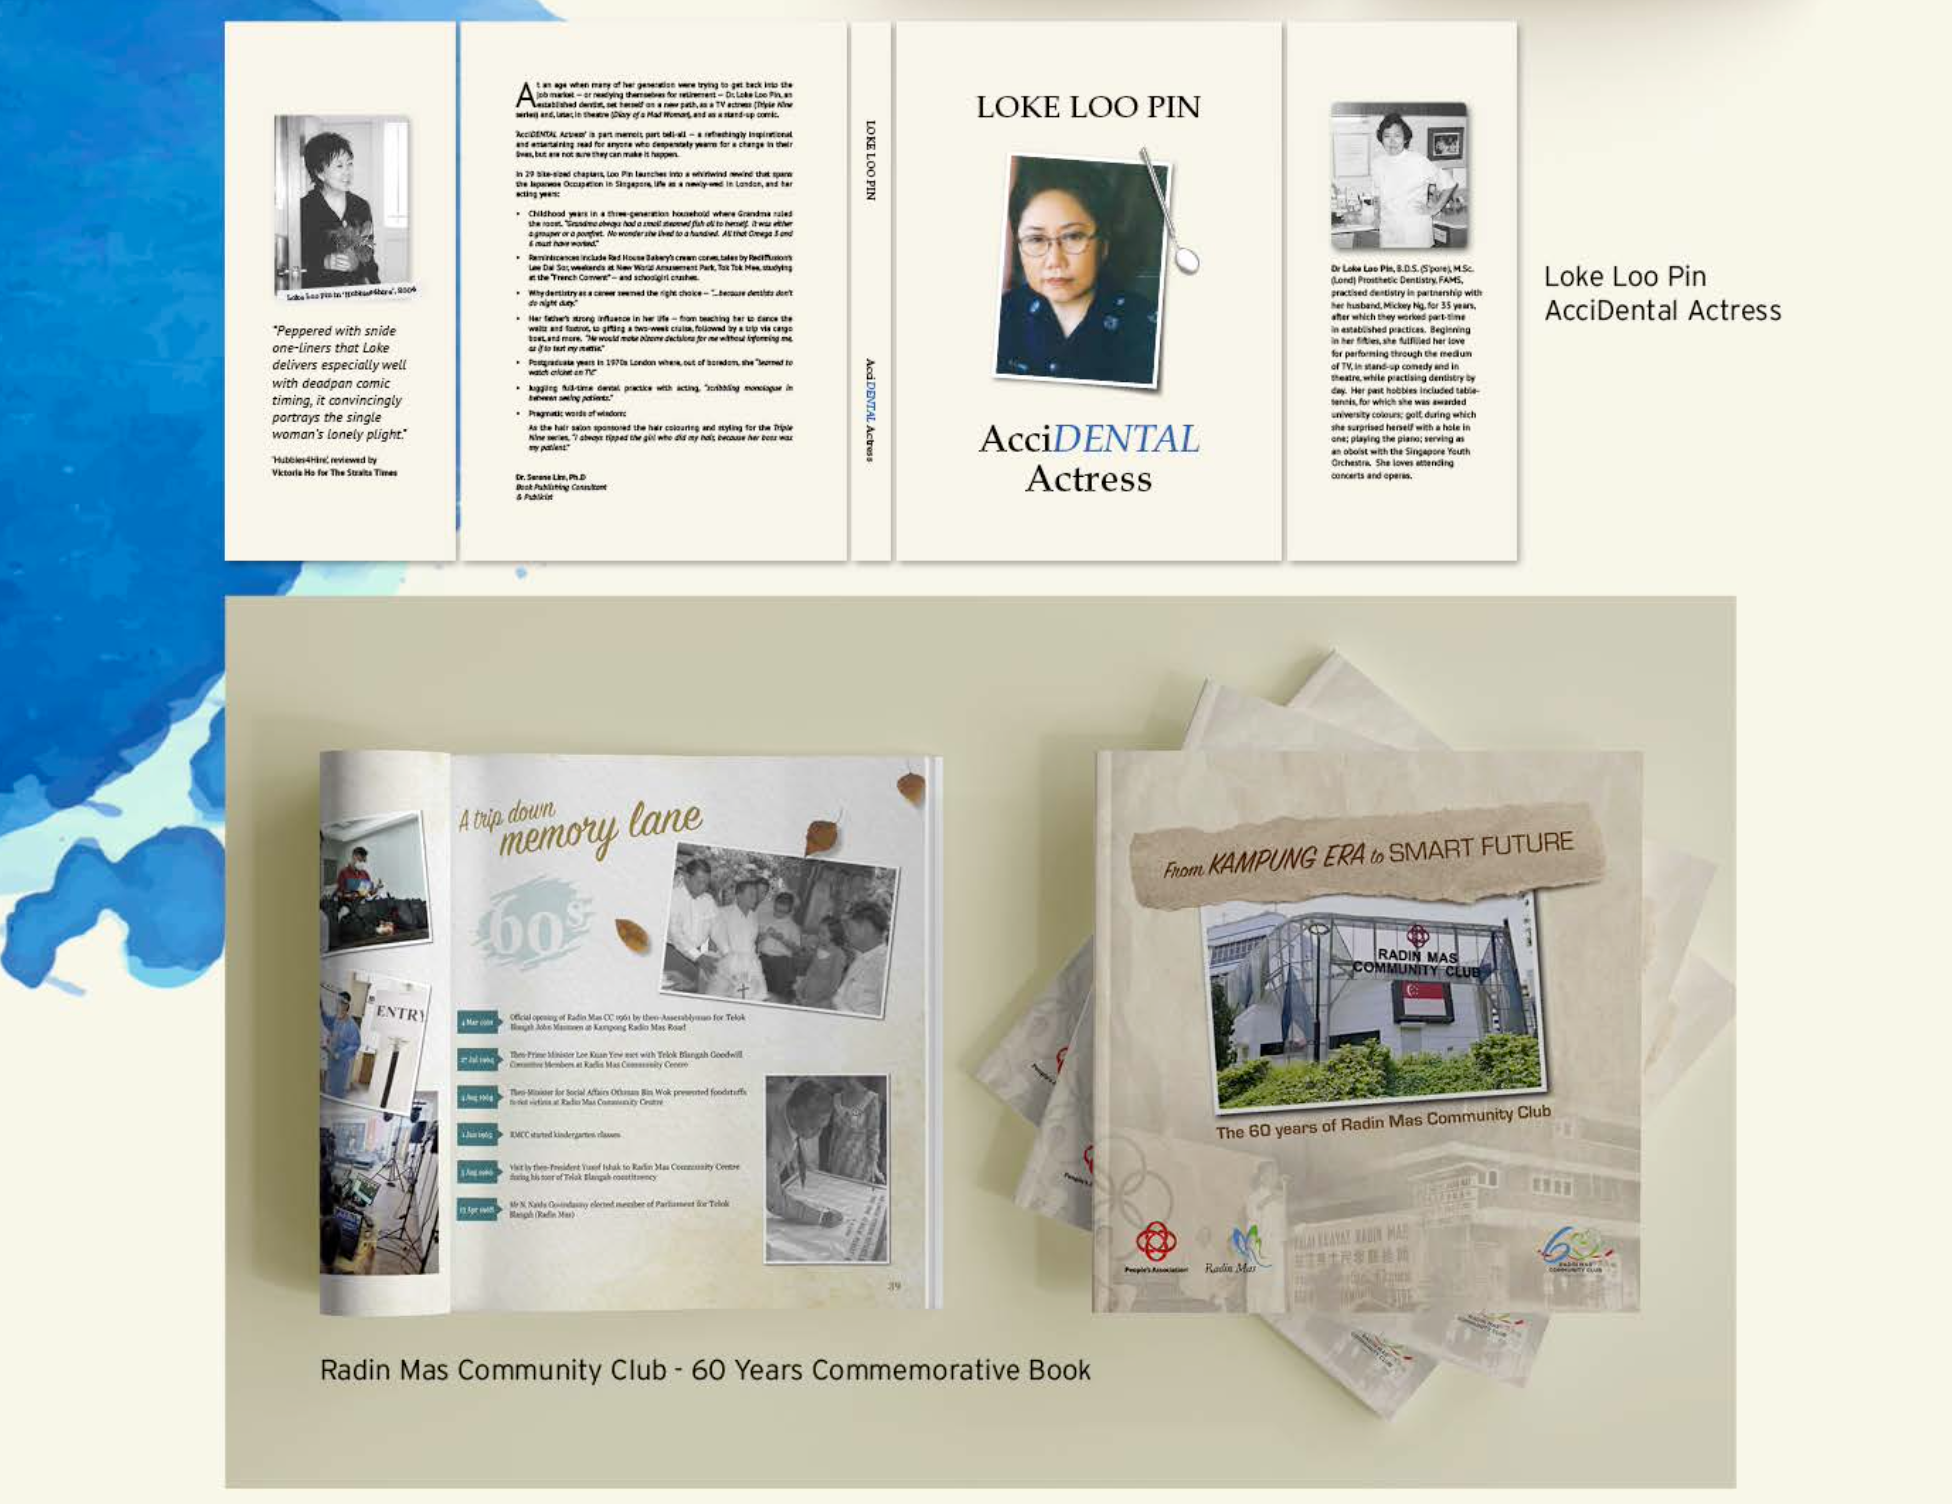 Loke Loo Pin in 'Hubbies4Hire', 2004
"Peppered with snide
one-liners that Loke
delivers especially well
with deadpan comic
timing, it convincingly
portrays the single
woman's lonely plight."
'Hubbies4Hire', reviewed by
Victoria Ho for The Straits Times
At an age when many of her generation were trying to get back into the
job market – or readying themselves for retirement – Dr. Loke Loo Pin, an
established dentist, set herself on a new path, as a TV actress (Triple Nine
series) and, later, in theatre (Diary of a Mad Woman), and as a stand-up comic.
'AcciDENTAL Actress' is part memoir, part tell-all – a refreshingly inspirational
and entertaining read for anyone who desperately yearns for a change in their
lives, but are not sure they can make it happen.
In 29 bite-sized chapters, Loo Pin launches into a whirlwind rewind that spans
the Japanese Occupation in Singapore, life as a newly-wed in London, and her
acting years:
• Childhood years in a three-generation household where Grandma ruled
the roost. "Grandma always had a small steamed fish all to herself. It was either
a grouper or a pomfret. No wonder she lived to a hundred. All that Omega 3 and
6 must have worked."
• Reminiscences include Red House Bakery's cream cones, tales by Rediffusion's
Lee Dai Sor, weekends at New World Amusement Park, Tok Tok Mee, studying
at the "French Convent" – and schoolgirl crushes.
• Why dentistry as a career seemed the right choice – "...because dentists don't
do night duty."
• Her father's strong influence in her life – from teaching her to dance the
waltz and foxtrot, to gifting a two-week cruise, followed by a trip via cargo
boat, and more. "He would make bizarre decisions for me without informing me,
as if to test my mettle."
• Postgraduate years in 1970s London where, out of boredom, she "learned to
watch cricket on TV."
• Juggling full-time dental practice with acting, "scribbling monologue in
between seeing patients."
• Pragmatic words of wisdom:
As the hair salon sponsored the hair colouring and styling for the Triple
Nine series, "I always tipped the girl who did my hair, because her boss was
my patient."
Dr. Serene Lim, Ph.D
Book Publishing Consultant
& Publicist
LOKE LOO PIN
AcciDENTAL Actress
LOKE LOO PIN
AcciDENTAL
Actress
Dr Loke Loo Pin, B.D.S. (S'pore), M.Sc.
(Lond) Prosthetic Dentistry, FAMS,
practised dentistry in partnership with
her husband, Mickey Ng, for 35 years,
after which they worked part-time
in established practices. Beginning
in her fifties, she fulfilled her love
for performing through the medium
of TV, in stand-up comedy and in
theatre, while practising dentistry by
day. Her past hobbies included table-
tennis, for which she was awarded
university colours; golf, during which
she surprised herself with a hole in
one; playing the piano; serving as
an oboist with the Singapore Youth
Orchestra. She loves attending
concerts and operas.
Loke Loo Pin
AcciDental Actress
A trip down
memory lane
60s
ENTRY
Official opening of Radin Mas CC 1961 by then-Assemblyman for Telok
Blangah John Mammen at Kampong Radin Mas Road
Then-Prime Minister Lee Kuan Yew met with Telok Blangah Goodwill
Committee Members at Radin Mas Community Centre
Then-Minister for Social Affairs Othman Bin Wok presented foodstuffs
to riot victims at Radin Mas Community Centre
RMCC started kindergarten classes
Visit by then-President Yusof Ishak to Radin Mas Community Centre
during his tour of Telok Blangah constituency
Mr N. Naidu Govindasamy elected member of Parliament for Telok
Blangah (Radin Mas)
39
From KAMPUNG ERA to SMART FUTURE
RADIN MAS
COMMUNITY CLUB
The 60 years of Radin Mas Community Club
People's Association
Radin Mas
60
RADIN MAS
COMMUNITY CLUB
Radin Mas Community Club - 60 Years Commemorative Book